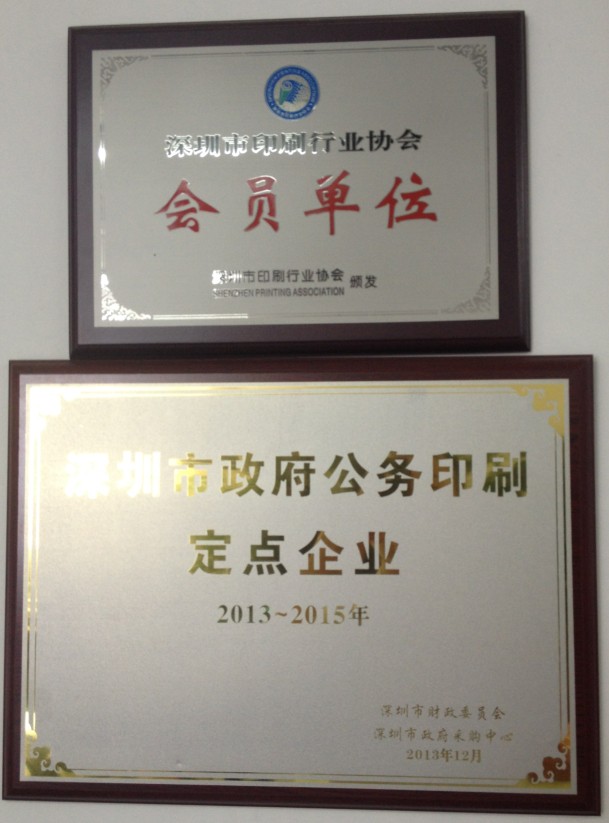 深圳市印刷行业协会
会员单位
深圳市印刷行业协会 颁发
SHENZHEN PRINTING ASSOCIATION
深圳市政府公务印刷
定点企业
2013~2015年
深圳市财政委员会
深圳市政府采购中心
2013年12月